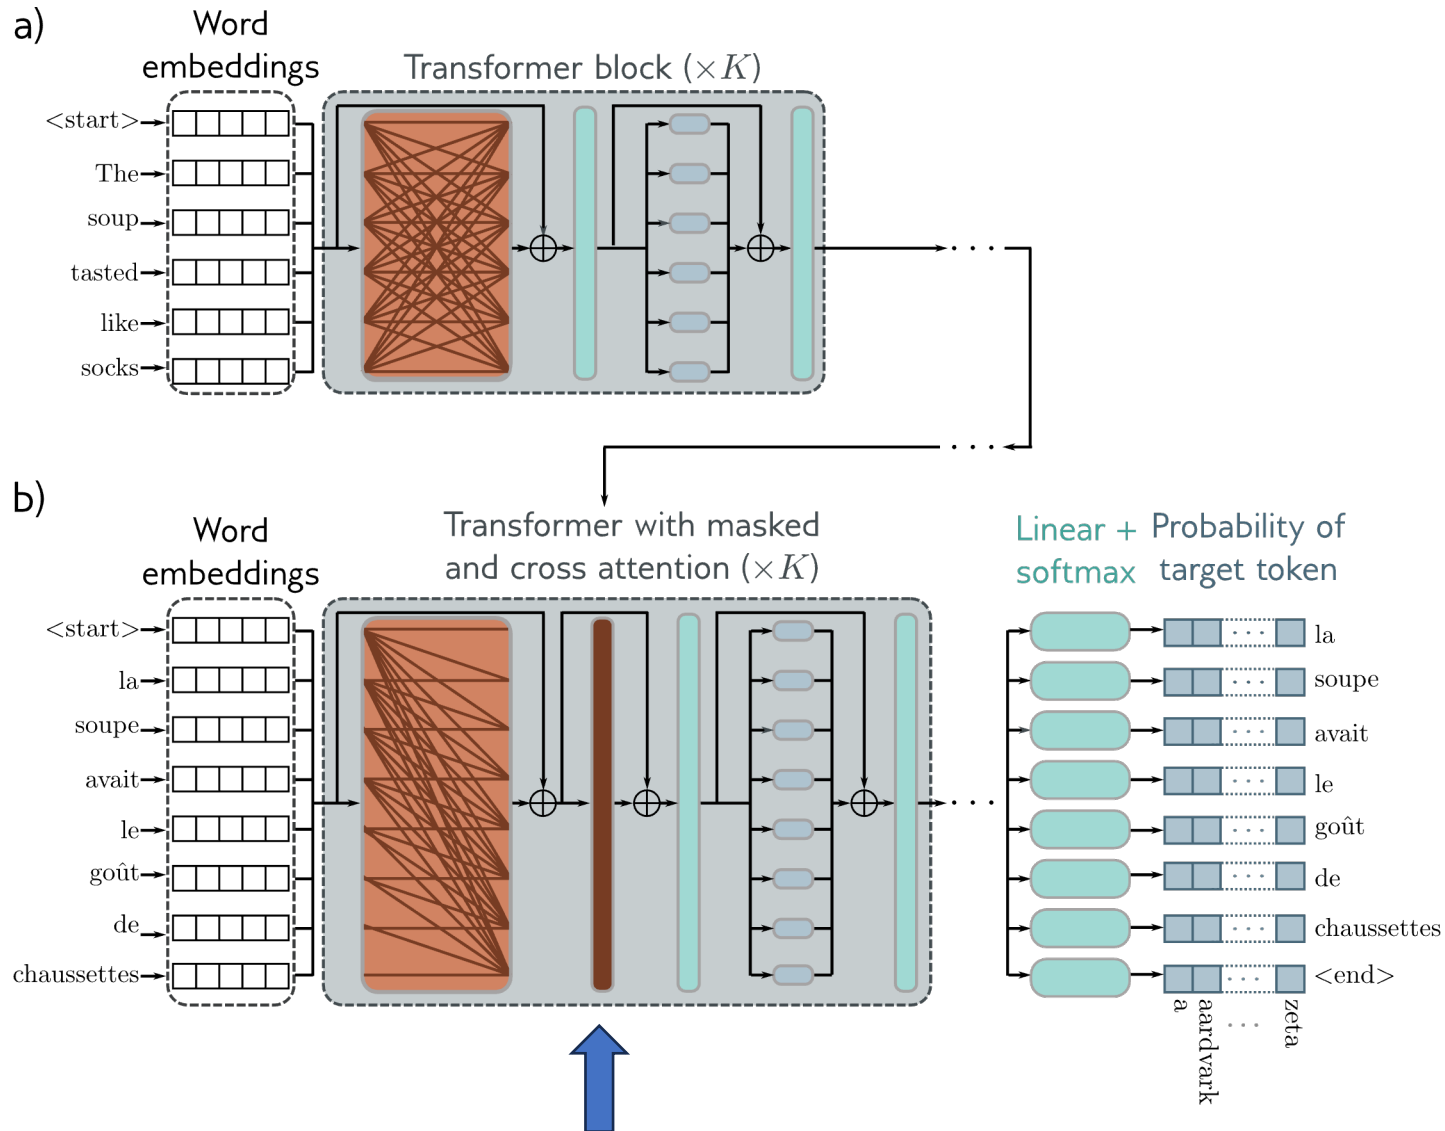 a)
Word
embeddings
Transformer block (×K)
<start>
The
soup
tasted
like
socks
. . . .
. . . .
b)
Word
embeddings
Transformer with masked
and cross attention (×K)
Linear +
softmax
Probability of
target token
<start>
la
soupe
avait
le
goût
de
chaussettes
. . . .
la
soupe
avait
le
goût
de
chaussettes
<end>
a
aardvark
. . .
zeta